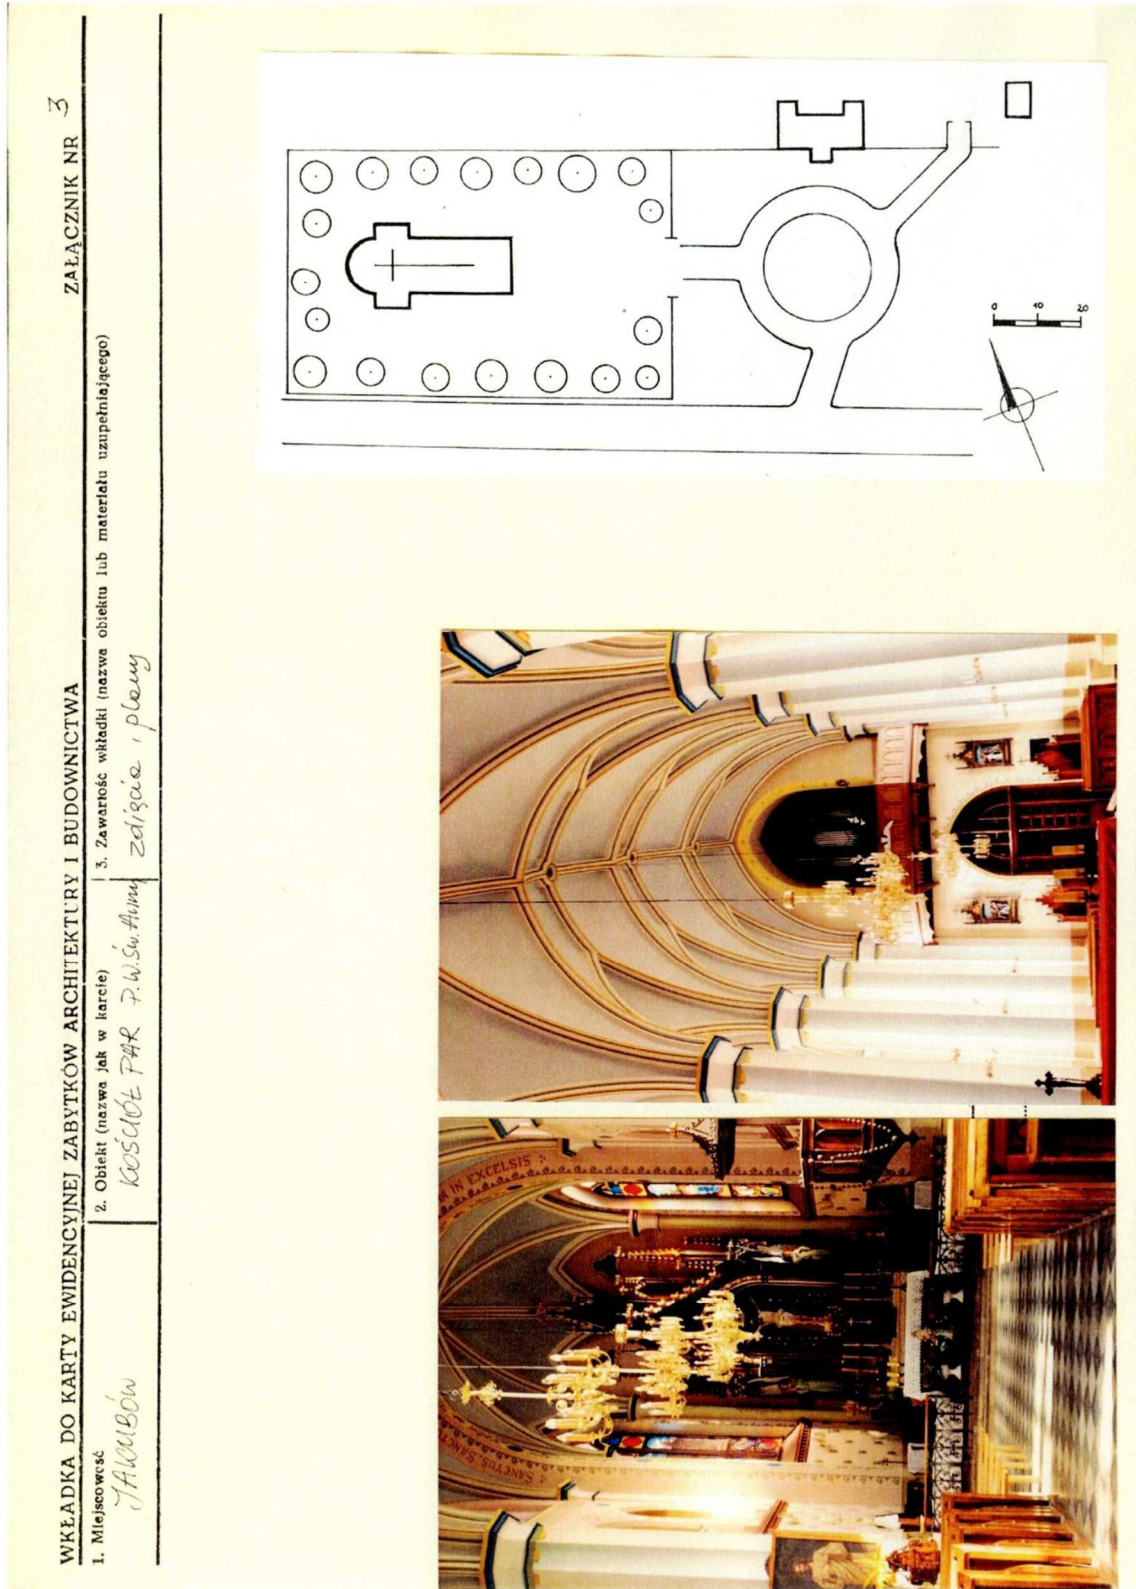 WKŁADKA DO KARTY EWIDENCYJNEJ ZABYTKÓW ARCHITEKTURY I BUDOWNICTWA
ZAŁĄCZNIK NR 3
1. Miejscowość
JAKUBÓW
2. Obiekt (nazwa jak w karcie)
KOŚCIÓŁ PAR P.W. Św. Anny
3. Zawartość wkładki (nazwa obiektu lub materiału uzupełniającego)
zdjęcia i plany
0 10 20
SANCTUS, SANCT
IN EXCELSIS